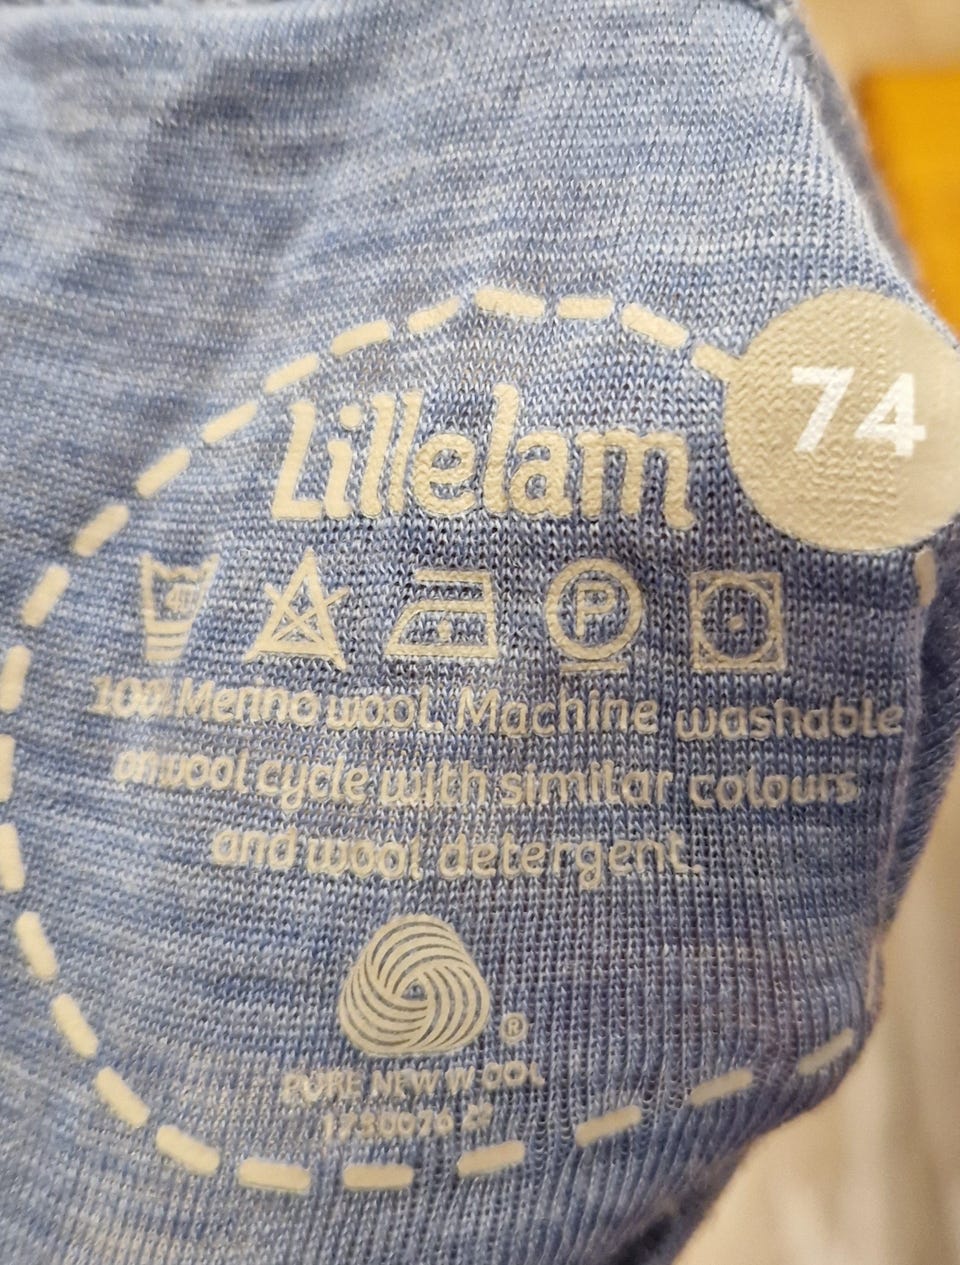 74
Lillelam
40
P
100% Merino wool. Machine washable
on wool cycle with similar colours
and wool detergent.
®
PURE NEW WOOL